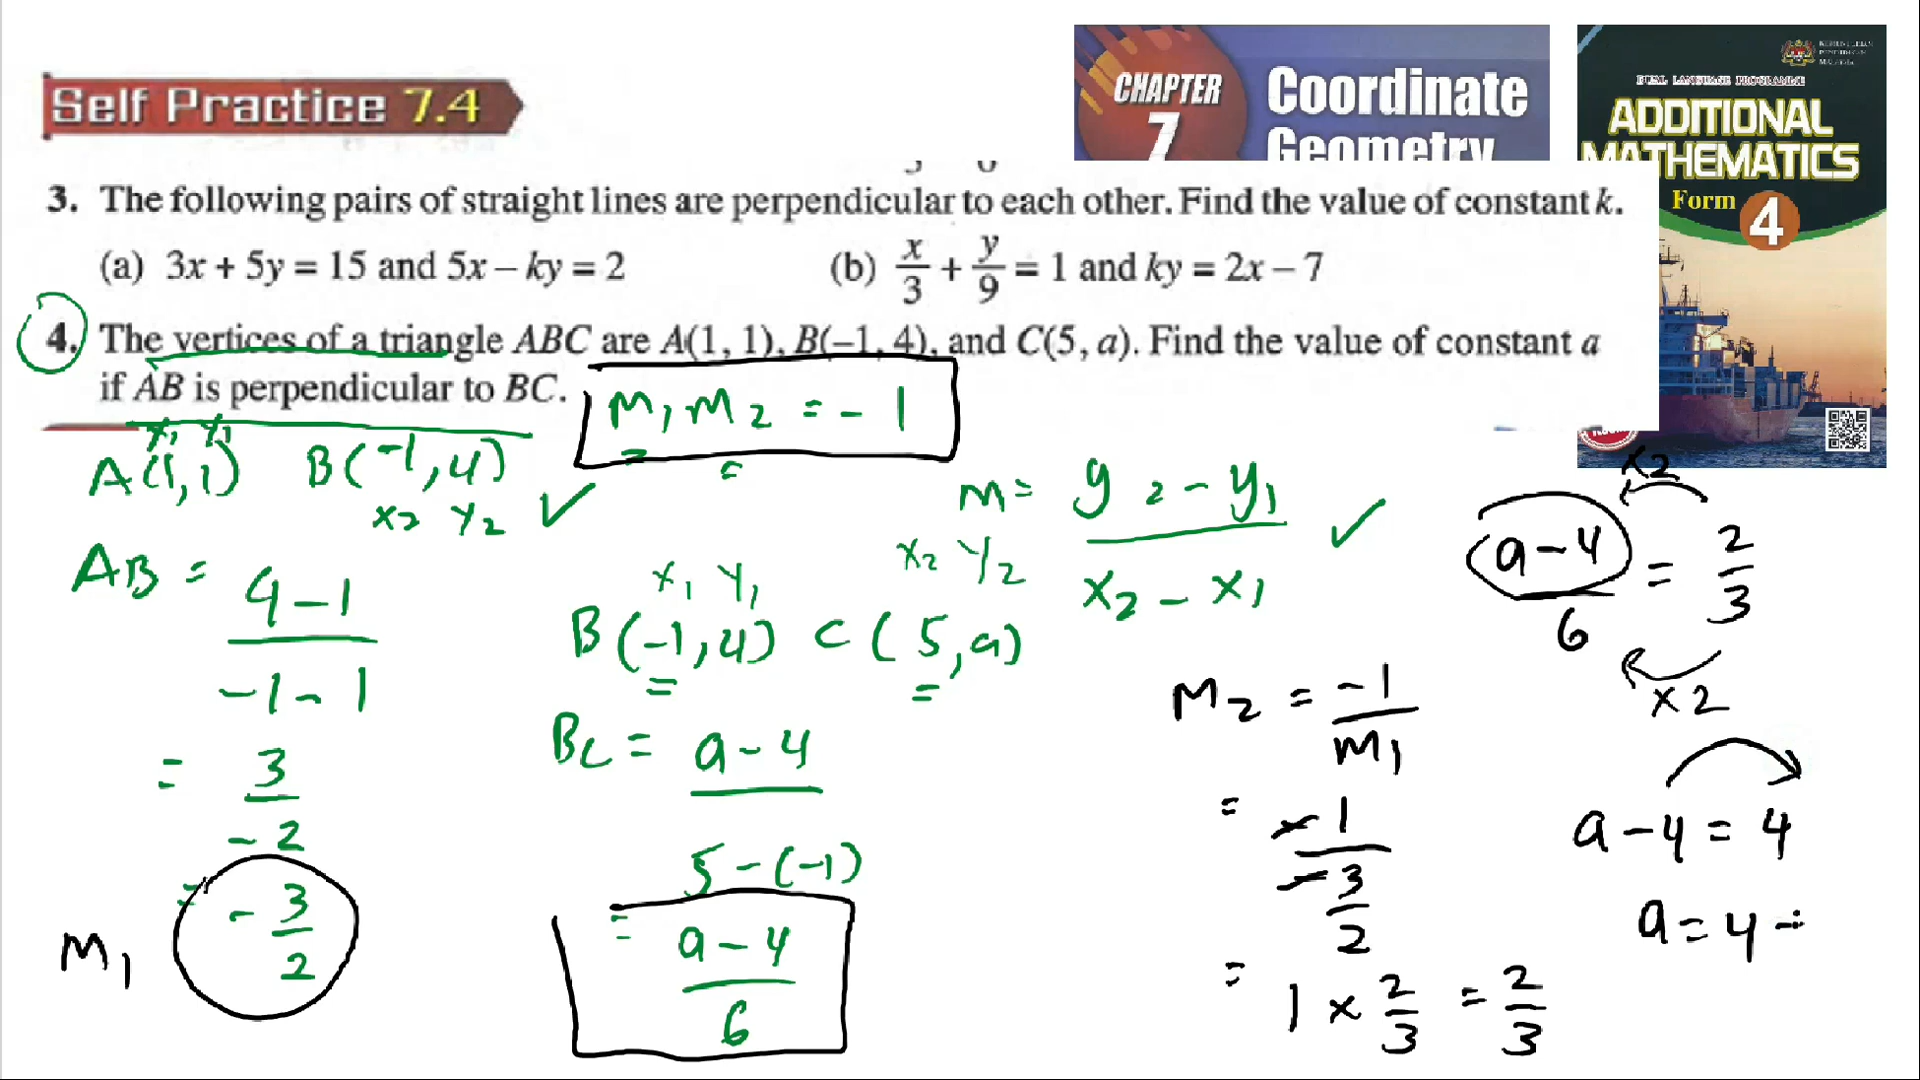 Self Practice 7.4
CHAPTER 7
Coordinate Geometry
KEMENTERIAN PENDIDIKAN MALAYSIA
DUAL LANGUAGE PROGRAMME
ADDITIONAL MATHEMATICS
Form 4
3. The following pairs of straight lines are perpendicular to each other. Find the value of constant k.
(a) 3x + 5y = 15 and 5x – ky = 2
(b) x/3 + y/9 = 1 and ky = 2x – 7
4. The vertices of a triangle ABC are A(1, 1), B(–1, 4), and C(5, a). Find the value of constant a
if AB is perpendicular to BC.
m₁m₂ = -1
x₁ y₁
A(1,1) B(-1,4)
x₂ y₂
AB = 4-1
-1-1
= 3
-2
= -3/2
m₁
m = y₂-y₁
x₂-x₁
x₁ y₁ x₂ y₂
B(-1,4) C(5,a)
BC = a-4
5-(-1)
= a-4
6
m₂ = -1
m₁
= -1
-3/2
= 1 × 2/3 = 2/3
x2
a-4 = 2
6 3
x2
a-4 = 4
a = 4